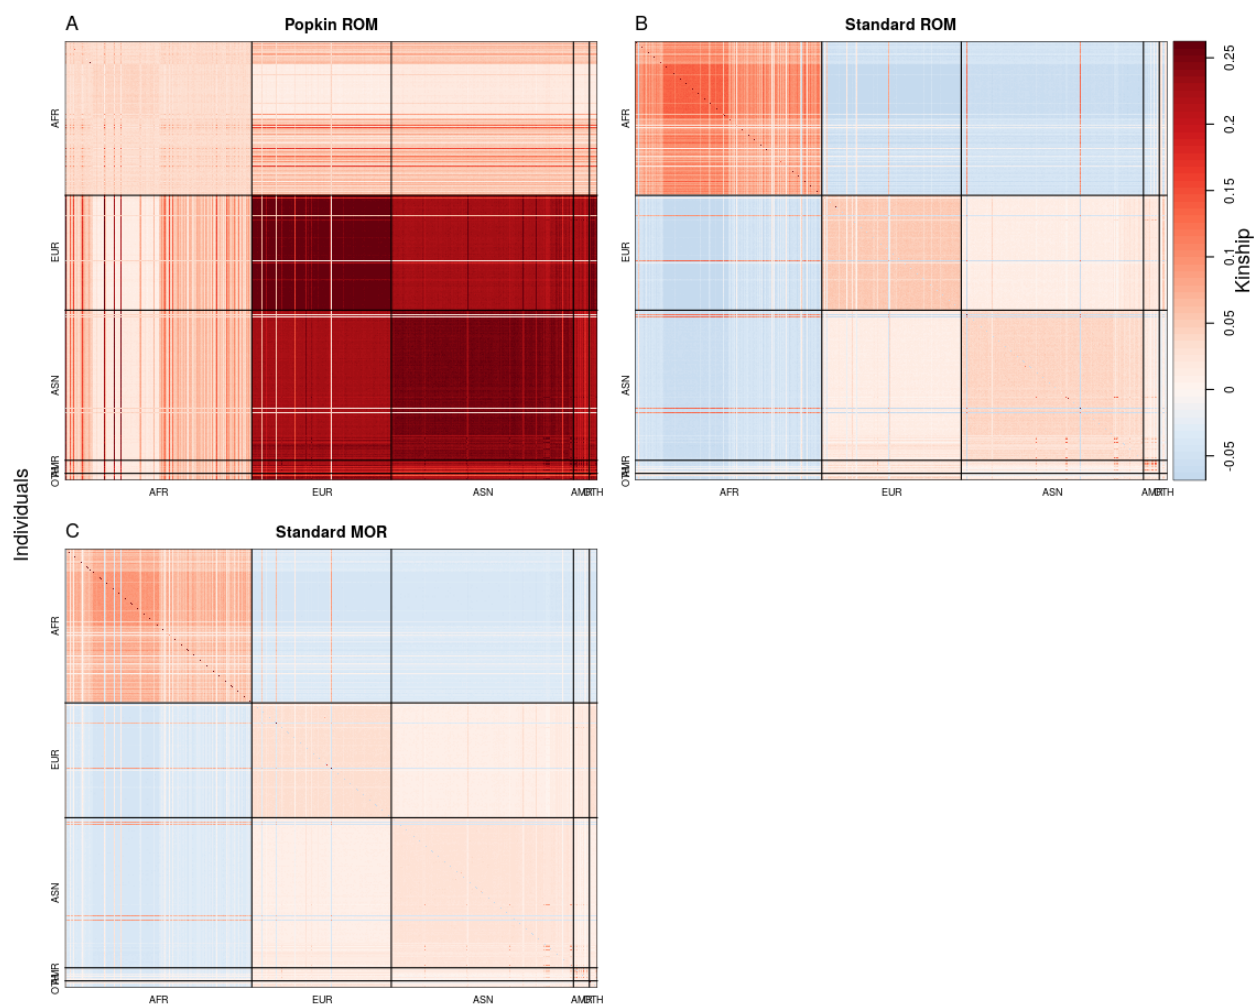 A
Popkin ROM
B
Standard ROM
AFR
EUR
ASN
AFR
EUR
ASN
AFR
EUR
ASN
AFR
EUR
ASN
0.25
0.2
0.15
0.1
0.05
0
-0.05
Kinship
Individuals
C
Standard MOR
AFR
EUR
ASN
AFR
EUR
ASN